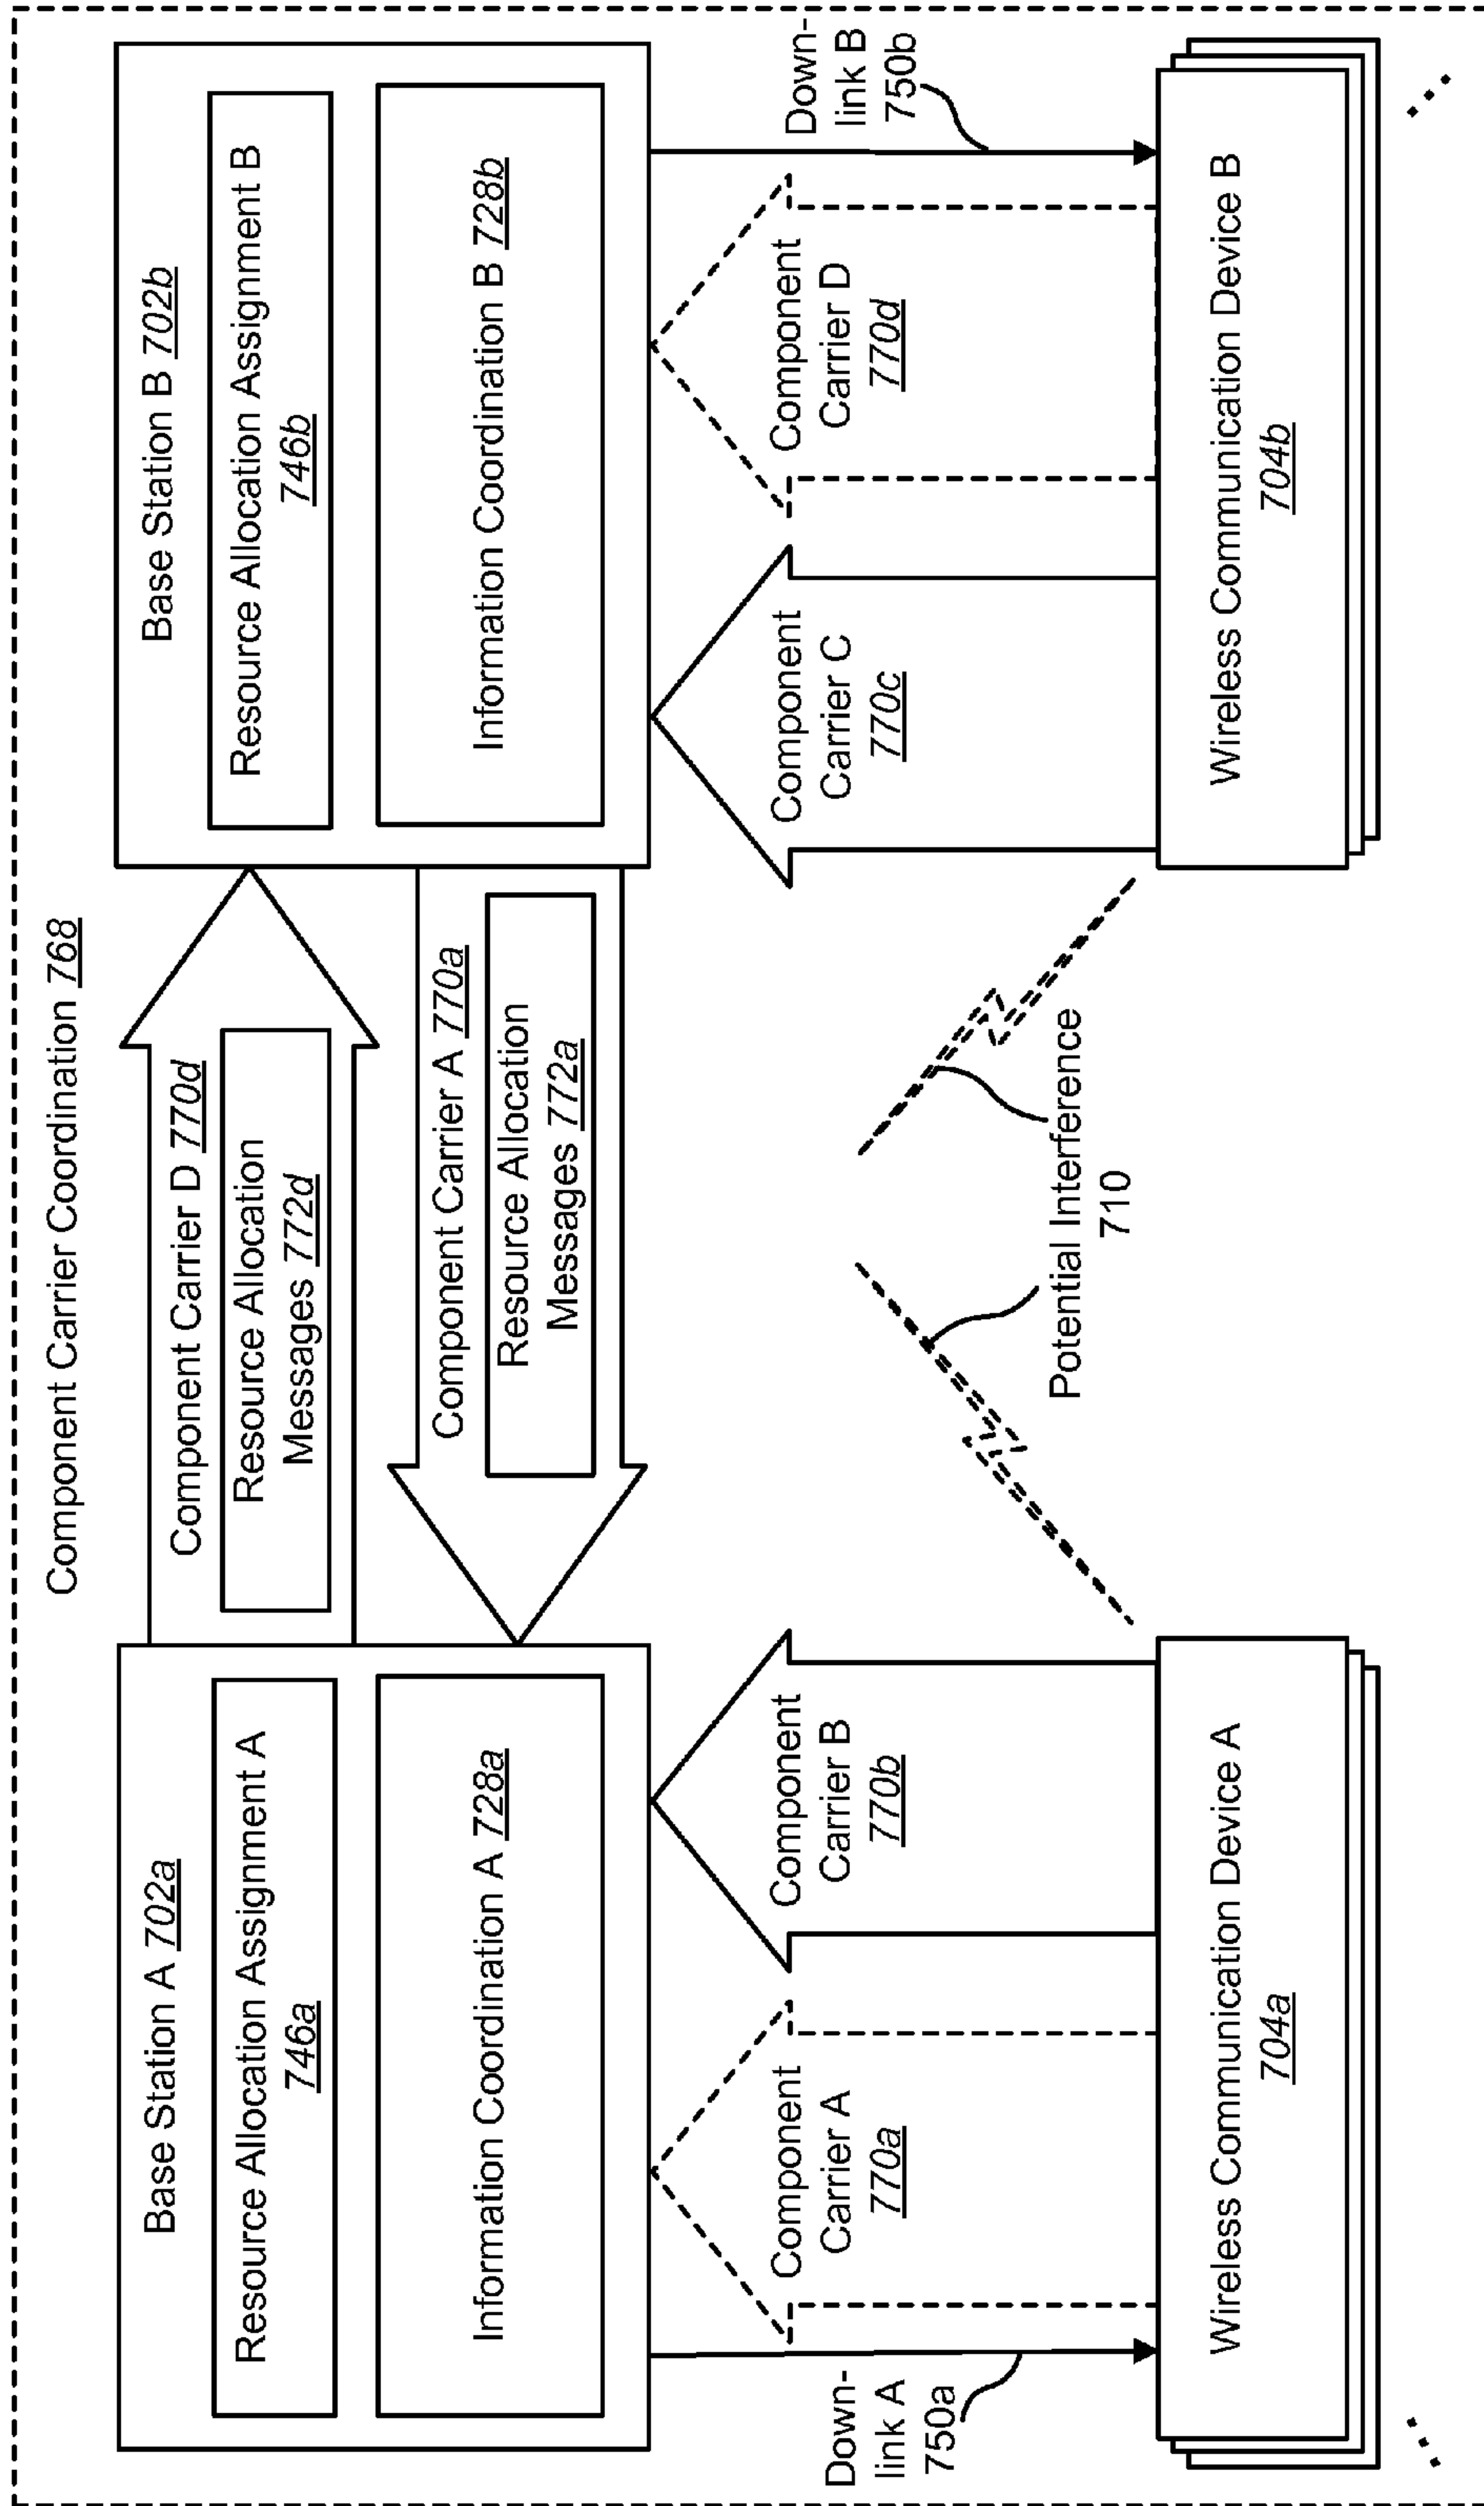 Component Carrier Coordination 768
Base Station A 702a
Resource Allocation Assignment A
746a
Information Coordination A 728a
Component Carrier D 770d
Resource Allocation
Messages 772d
Component Carrier A 770a
Resource Allocation
Messages 772a
Base Station B 702b
Resource Allocation Assignment B
746b
Information Coordination B 728b
Down-
link A
750a
Component
Carrier A
770a
Component
Carrier B
770b
Potential Interference
710
Component
Carrier C
770c
Component
Carrier D
770d
Down-
link B
750b
Wireless Communication Device A
704a
Wireless Communication Device B
704b